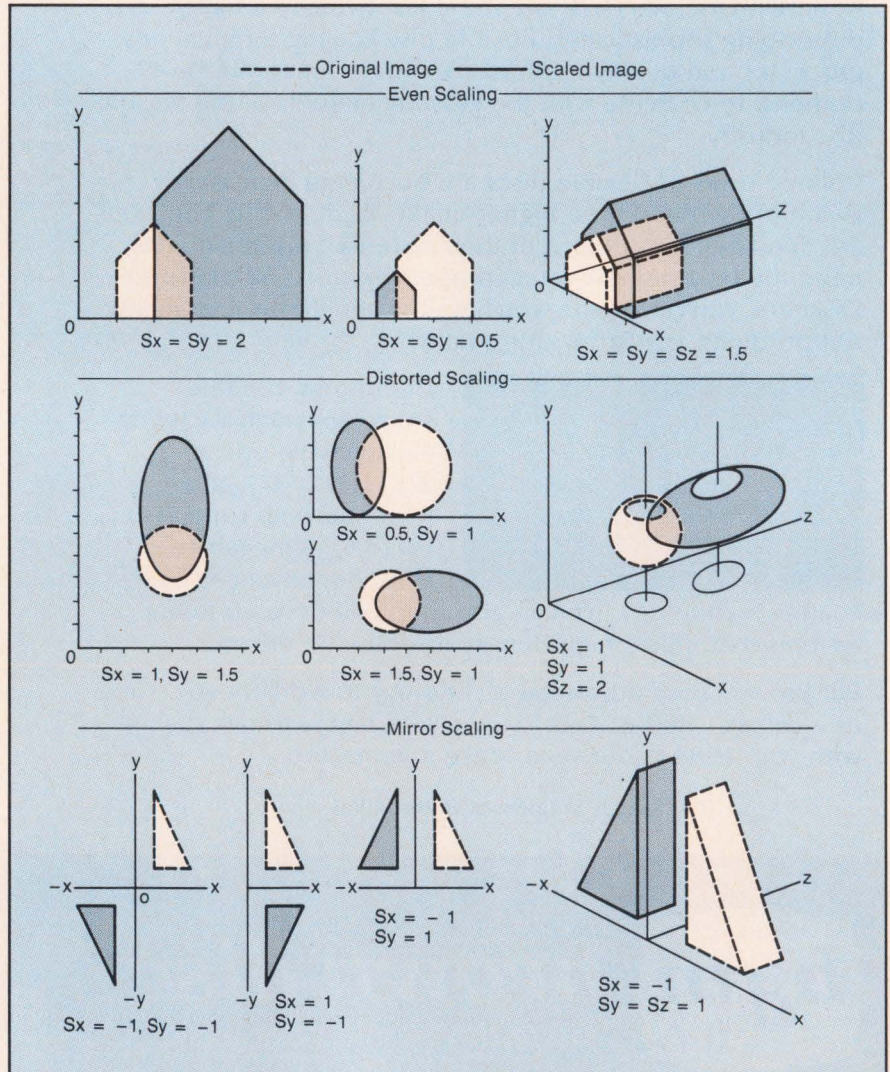 Original Image Scaled Image
Even Scaling
y
0
x
Sx = Sy = 2
y
0
x
Sx = Sy = 0.5
y
z
0
x
Sx = Sy = Sz = 1.5
Distorted Scaling
y
0
x
Sx = 1, Sy = 1.5
y
0
x
Sx = 0.5, Sy = 1
y
0
x
Sx = 1.5, Sy = 1
y
z
0
Sx = 1
Sy = 1
Sz = 2
x
Mirror Scaling
y
-x
o
x
-y
Sx = -1, Sy = -1
y
x
-y
Sx = 1
Sy = -1
y
-x
x
Sx = - 1
Sy = 1
y
-x
z
Sx = -1
Sy = Sz = 1
x